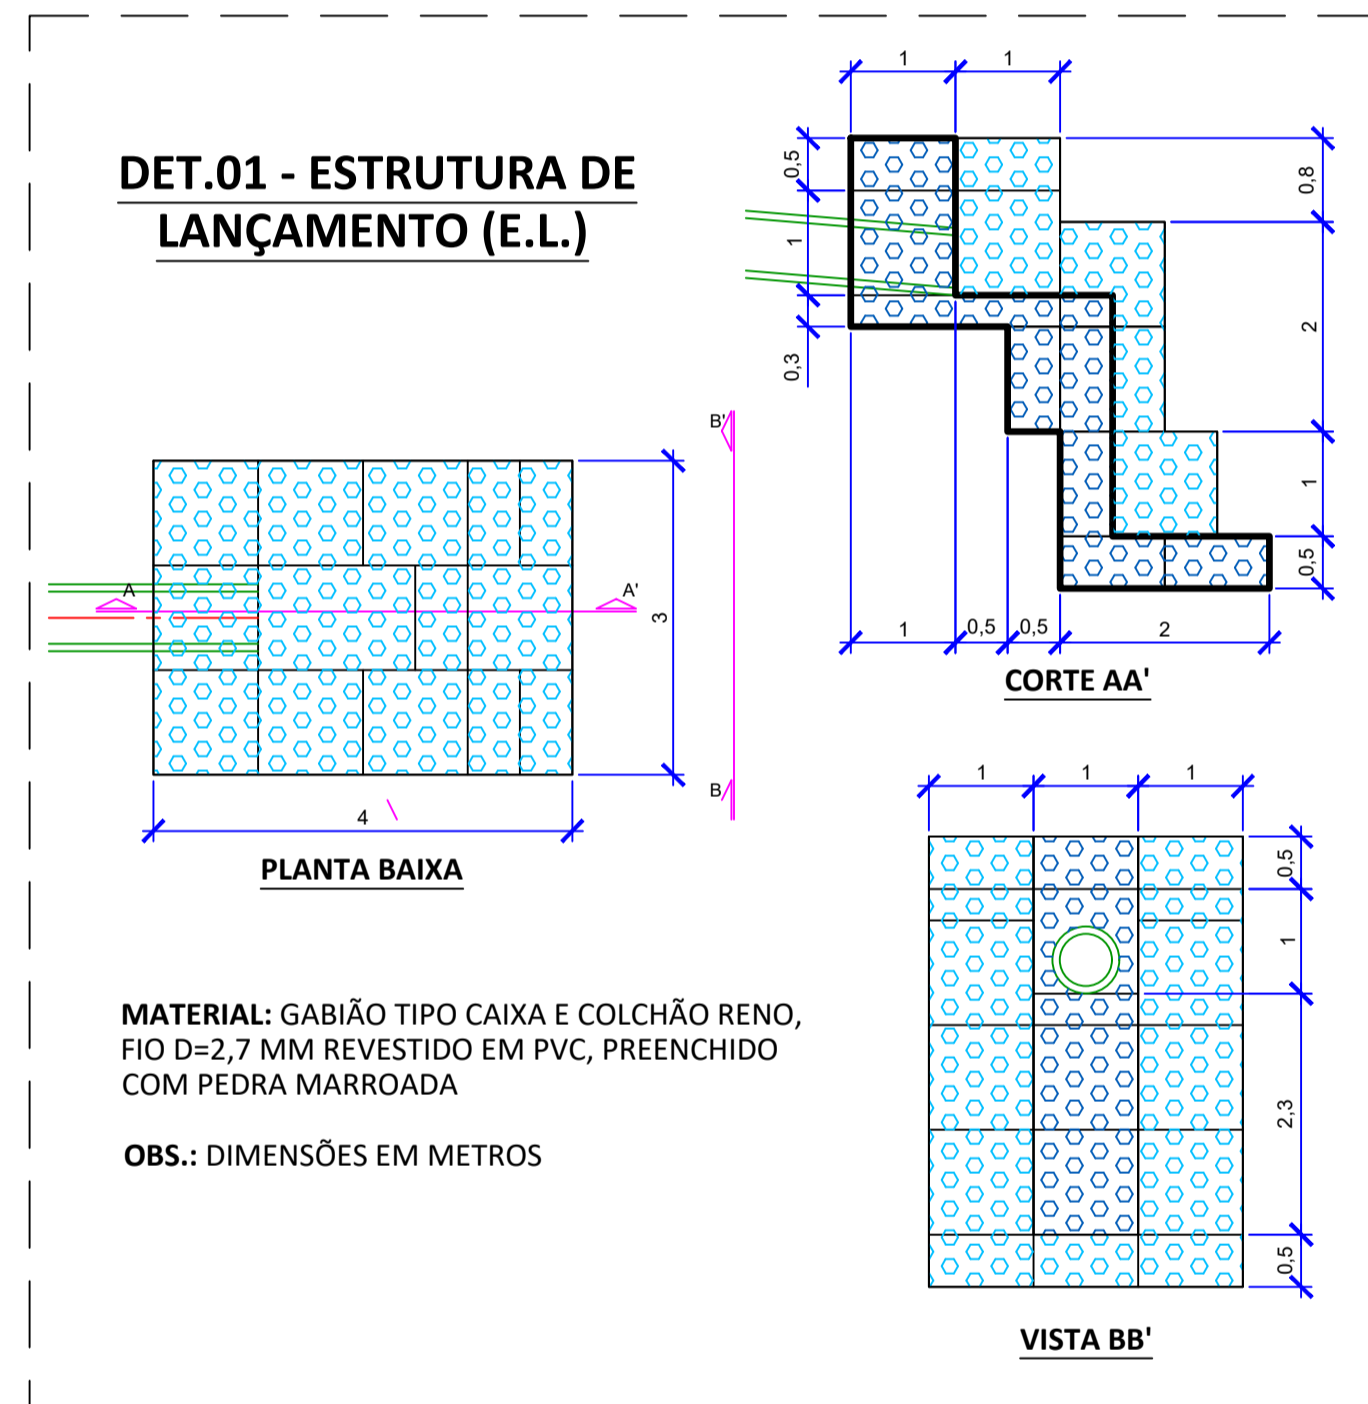 DET.01 - ESTRUTURA DE
LANÇAMENTO (E.L.)
1
1
0,5
1
0,3
0,8
2
1
0,5
1
0,5
0,5
2
CORTE AA'
A
A'
B'
B
3
4
PLANTA BAIXA
1
1
1
0,5
1
2,3
0,5
VISTA BB'
MATERIAL: GABIÃO TIPO CAIXA E COLCHÃO RENO,
FIO D=2,7 MM REVESTIDO EM PVC, PREENCHIDO
COM PEDRA MARROADA
OBS.: DIMENSÕES EM METROS